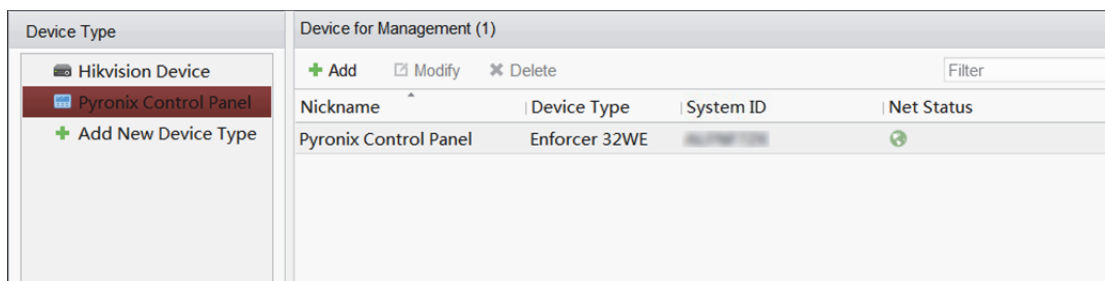 Device Type
Hikvision Device
Pyronix Control Panel
Add New Device Type
Device for Management (1)
Add Modify Delete Filter
Nickname Device Type System ID Net Status
Pyronix Control Panel Enforcer 32WE